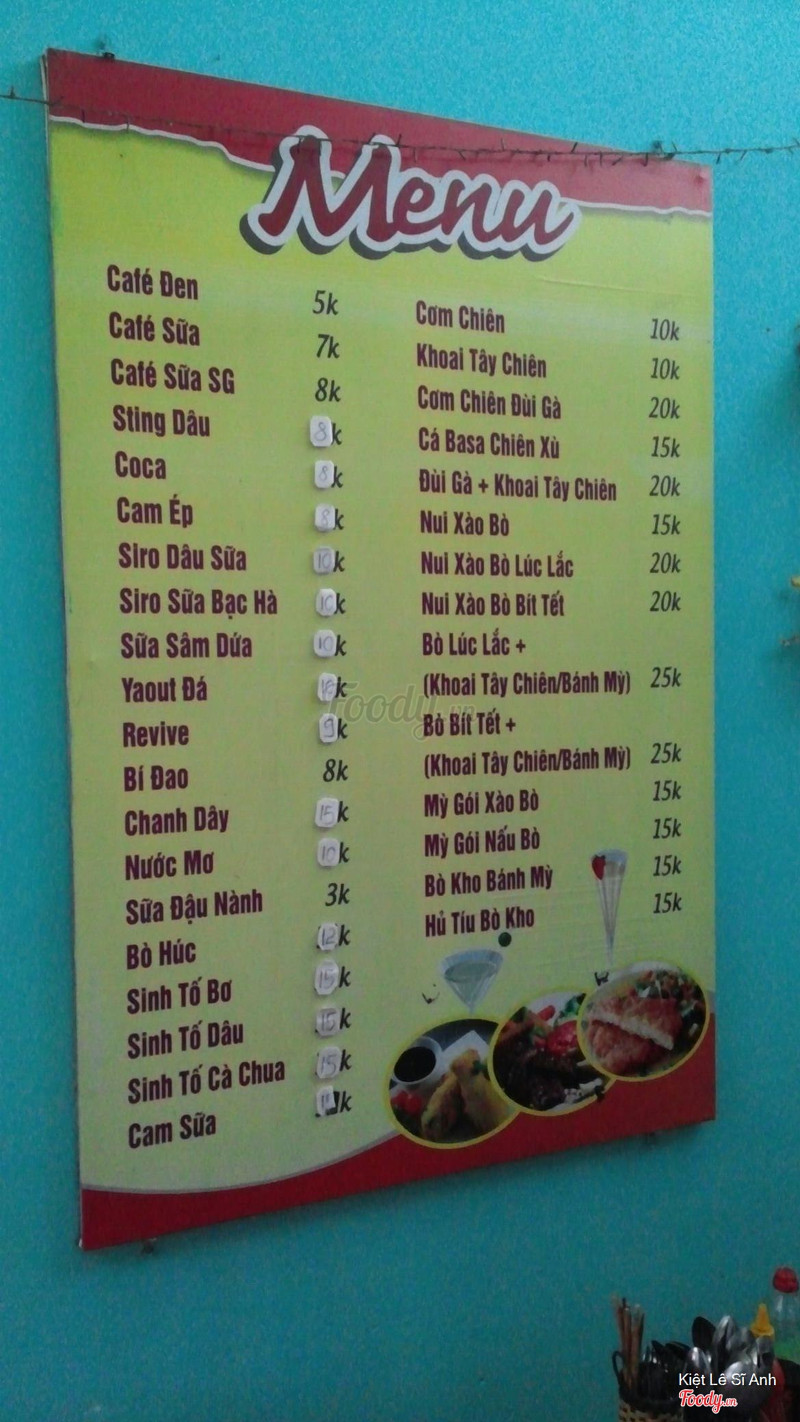 Menu
Café Đen 5k
Café Sữa 7k
Café Sữa SG 8k
Sting Dâu 8k
Coca 8k
Cam Ép 8k
Siro Dâu Sữa 10k
Siro Sữa Bạc Hà 10k
Sữa Sâm Dứa 10k
Yaout Đá k
Revive 9k
Bí Đao 8k
Chanh Dây 15k
Nước Mơ 10k
Sữa Đậu Nành 3k
Bò Húc 12k
Sinh Tố Bơ 15k
Sinh Tố Dâu 15k
Sinh Tố Cà Chua 15k
Cam Sữa k
Cơm Chiên 10k
Khoai Tây Chiên 10k
Cơm Chiên Đùi Gà 20k
Cá Basa Chiên Xù 15k
Đùi Gà + Khoai Tây Chiên 20k
Nui Xào Bò 15k
Nui Xào Bò Lúc Lắc 20k
Nui Xào Bò Bít Tết 20k
Bò Lúc Lắc +
(Khoai Tây Chiên/Bánh Mỳ) 25k
Bò Bít Tết +
(Khoai Tây Chiên/Bánh Mỳ) 25k
Mỳ Gói Xào Bò 15k
Mỳ Gói Nấu Bò 15k
Bò Kho Bánh Mỳ 15k
Hủ Tíu Bò Kho 15k
Foody.vn
Kiệt Lê Sĩ Anh
Foody.vn